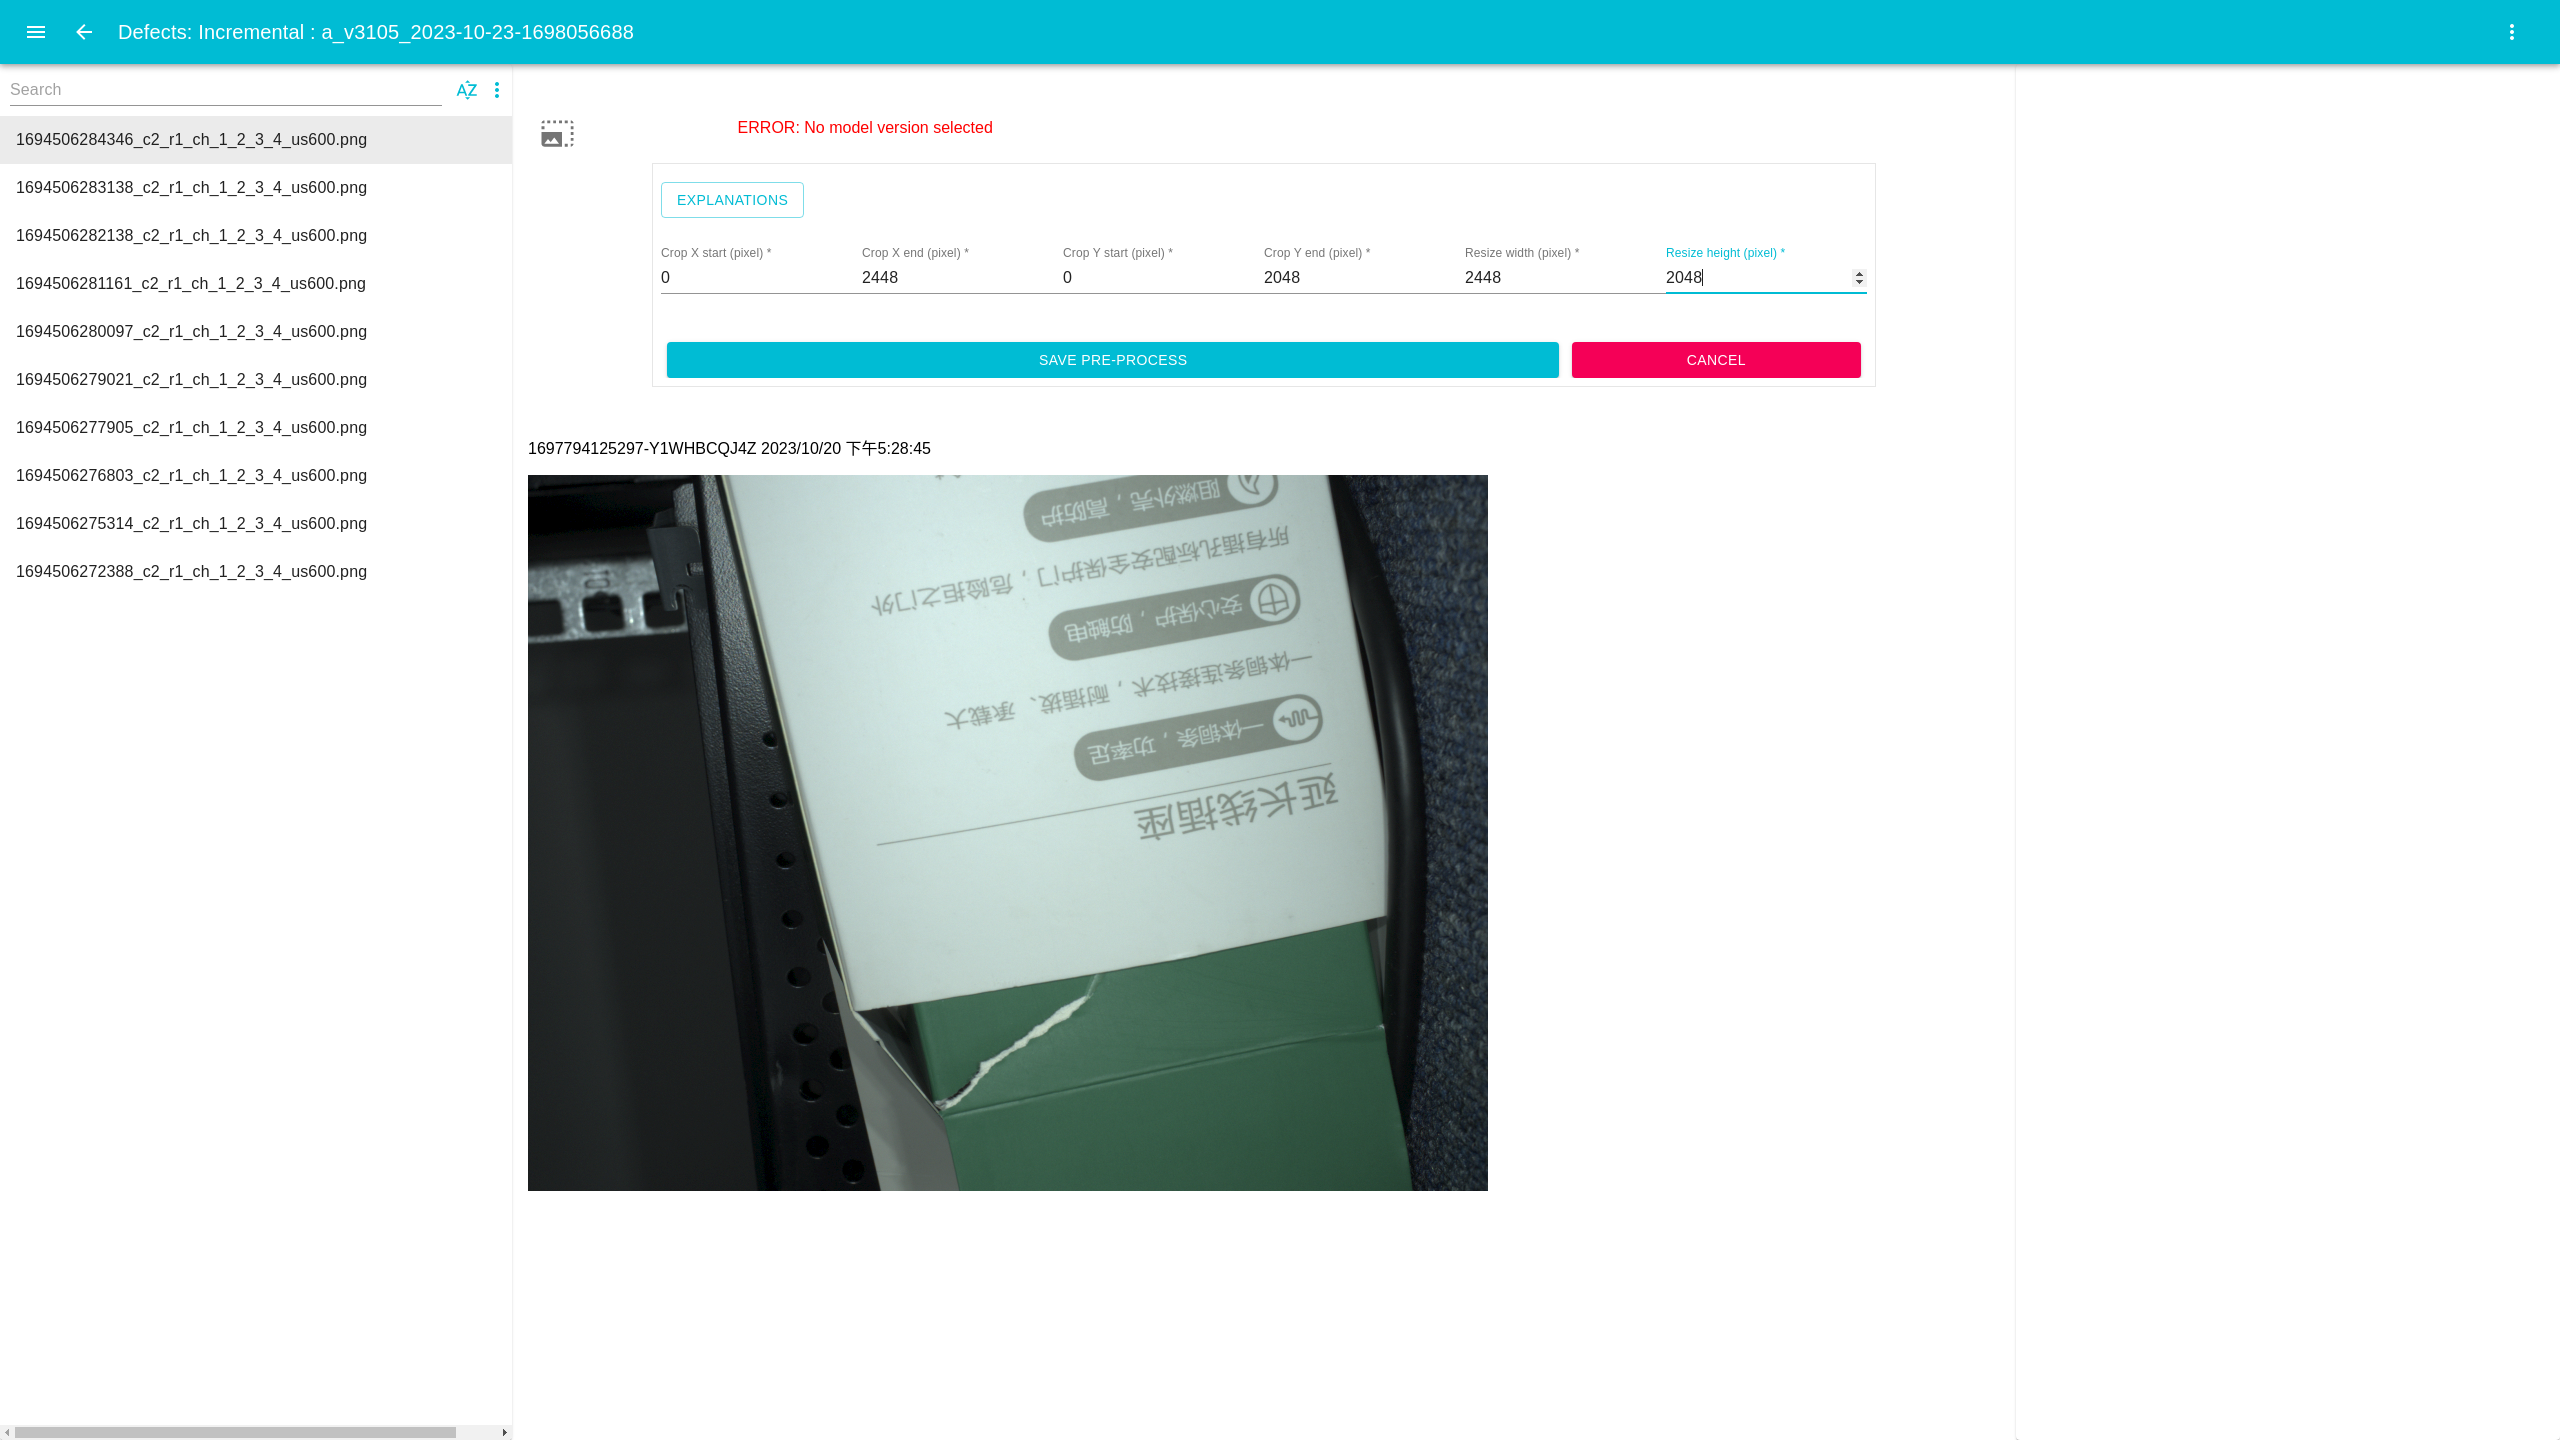 Defects: Incremental : a_v3105_2023-10-23-1698056688
Search
AZ
1694506284346_c2_r1_ch_1_2_3_4_us600.png
1694506283138_c2_r1_ch_1_2_3_4_us600.png
1694506282138_c2_r1_ch_1_2_3_4_us600.png
1694506281161_c2_r1_ch_1_2_3_4_us600.png
1694506280097_c2_r1_ch_1_2_3_4_us600.png
1694506279021_c2_r1_ch_1_2_3_4_us600.png
1694506277905_c2_r1_ch_1_2_3_4_us600.png
1694506276803_c2_r1_ch_1_2_3_4_us600.png
1694506275314_c2_r1_ch_1_2_3_4_us600.png
1694506272388_c2_r1_ch_1_2_3_4_us600.png
ERROR: No model version selected
EXPLANATIONS
Crop X start (pixel) * Crop X end (pixel) * Crop Y start (pixel) * Crop Y end (pixel) * Resize width (pixel) * Resize height (pixel) *
0 2448 0 2048 2448 2048
SAVE PRE-PROCESS CANCEL
1697794125297-Y1WHBCQJ4Z 2023/10/20 下午5:28:45
延长线插座
一体铜条，功率足
一体铜条连接技术，耐插拔、承载大
安心保护，防触电
所有插孔标配安全保护门，危险拒之门外
阻燃外壳，高防护